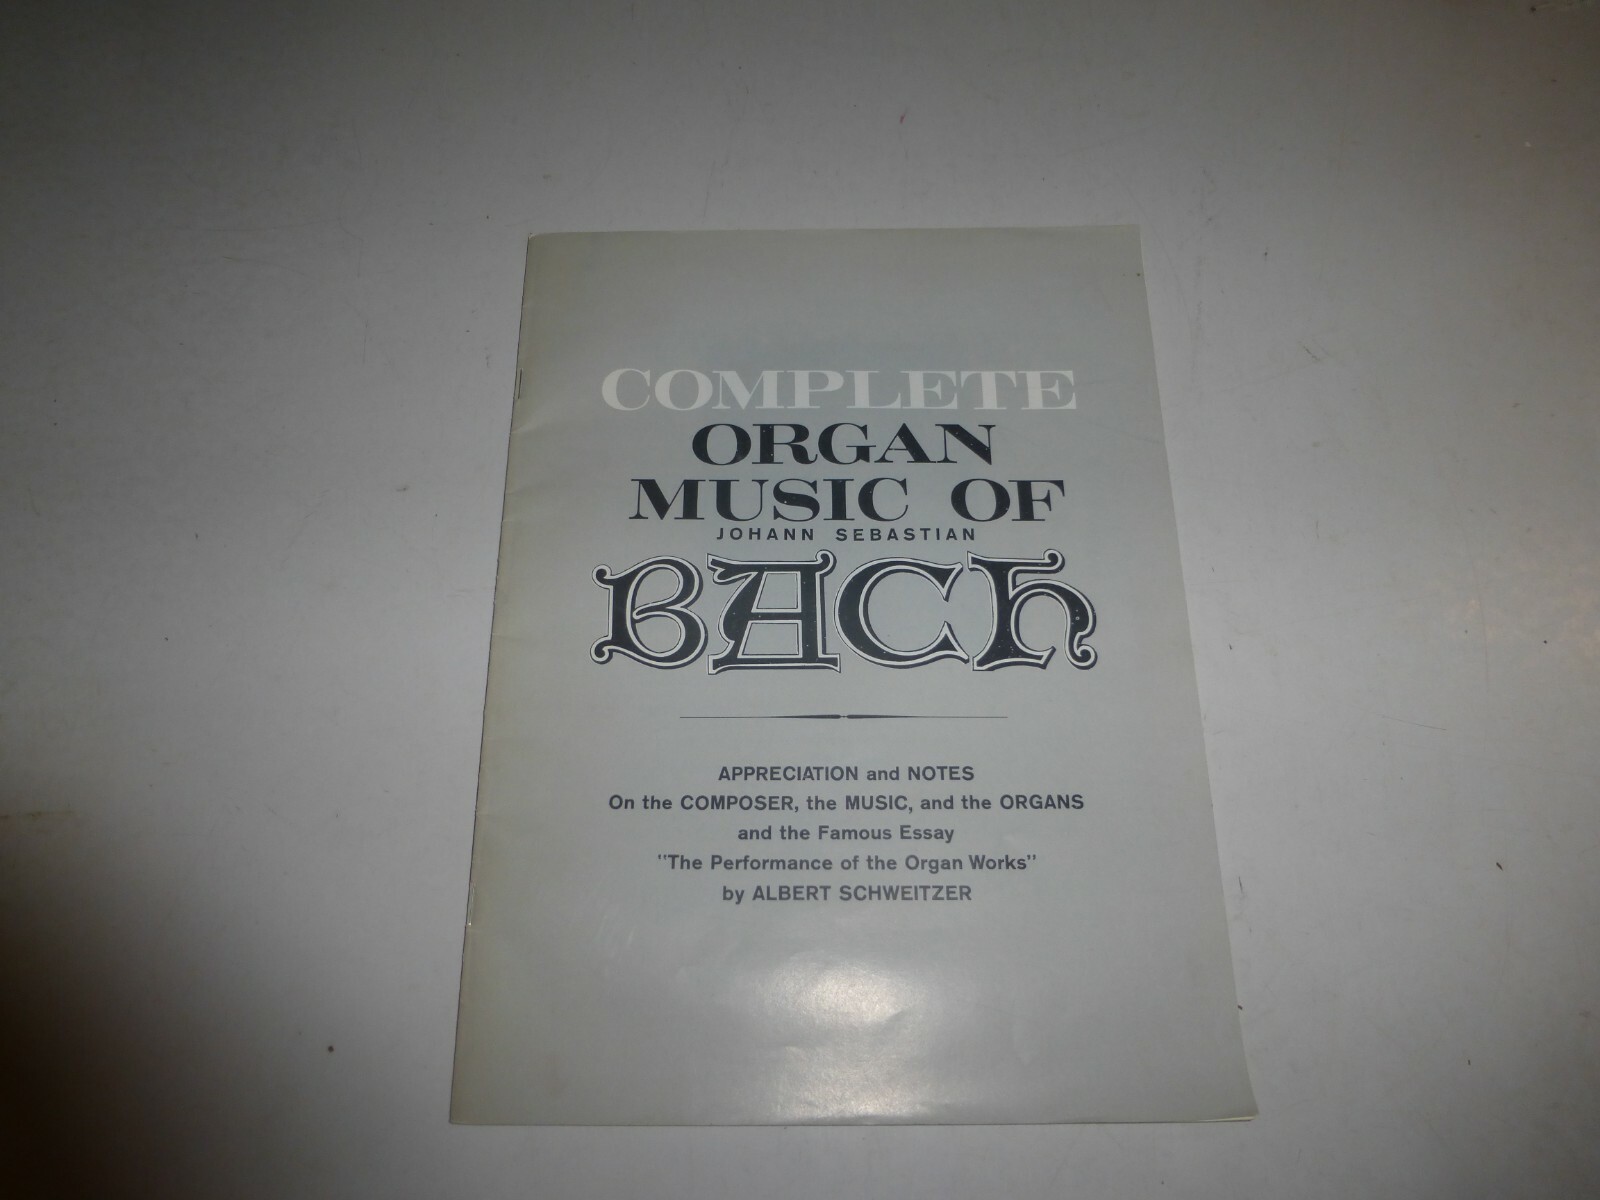 COMPLETE
ORGAN
MUSIC OF
JOHANN SEBASTIAN
BACh
APPRECIATION and NOTES
On the COMPOSER, the MUSIC, and the ORGANS
and the Famous Essay
"The Performance of the Organ Works"
by ALBERT SCHWEITZER